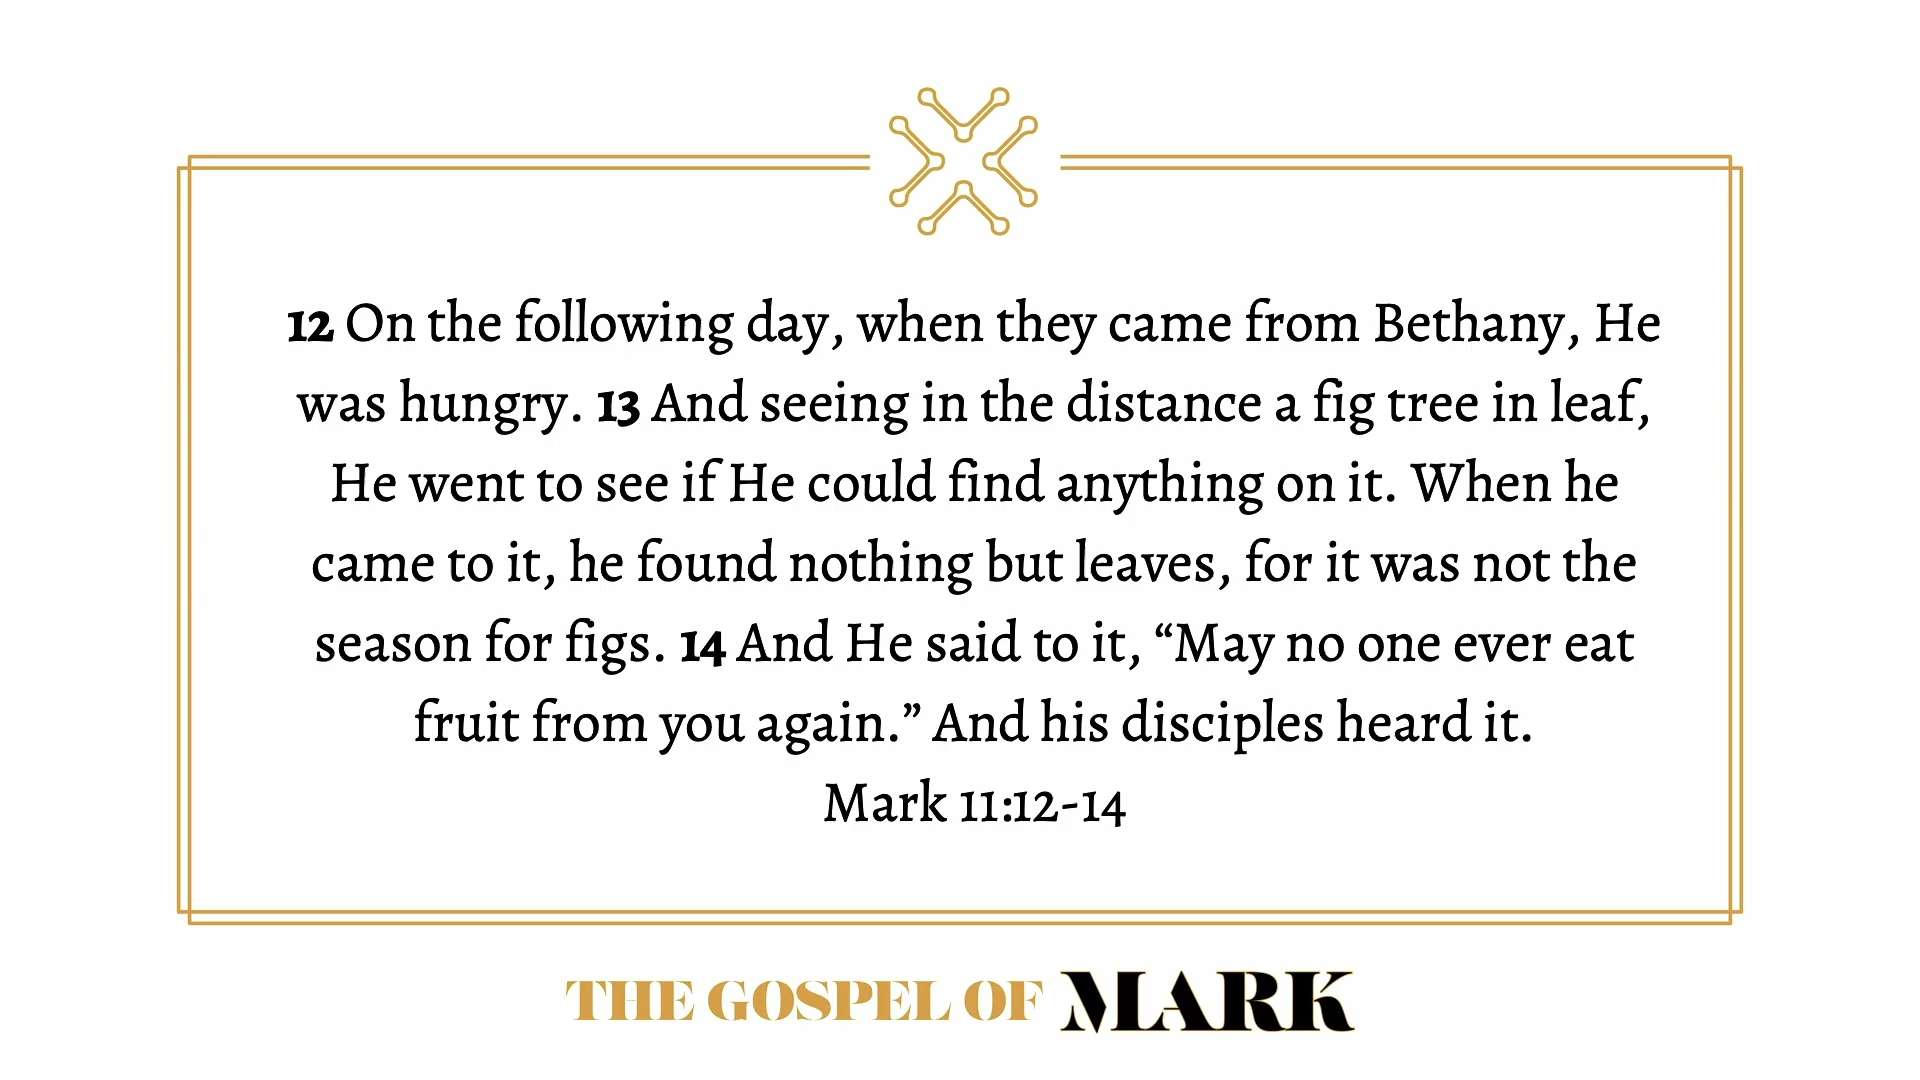 12 On the following day, when they came from Bethany, He
was hungry. 13 And seeing in the distance a fig tree in leaf,
He went to see if He could find anything on it. When he
came to it, he found nothing but leaves, for it was not the
season for figs. 14 And He said to it, “May no one ever eat
fruit from you again.” And his disciples heard it.
Mark 11:12-14
THE GOSPEL OF MARK